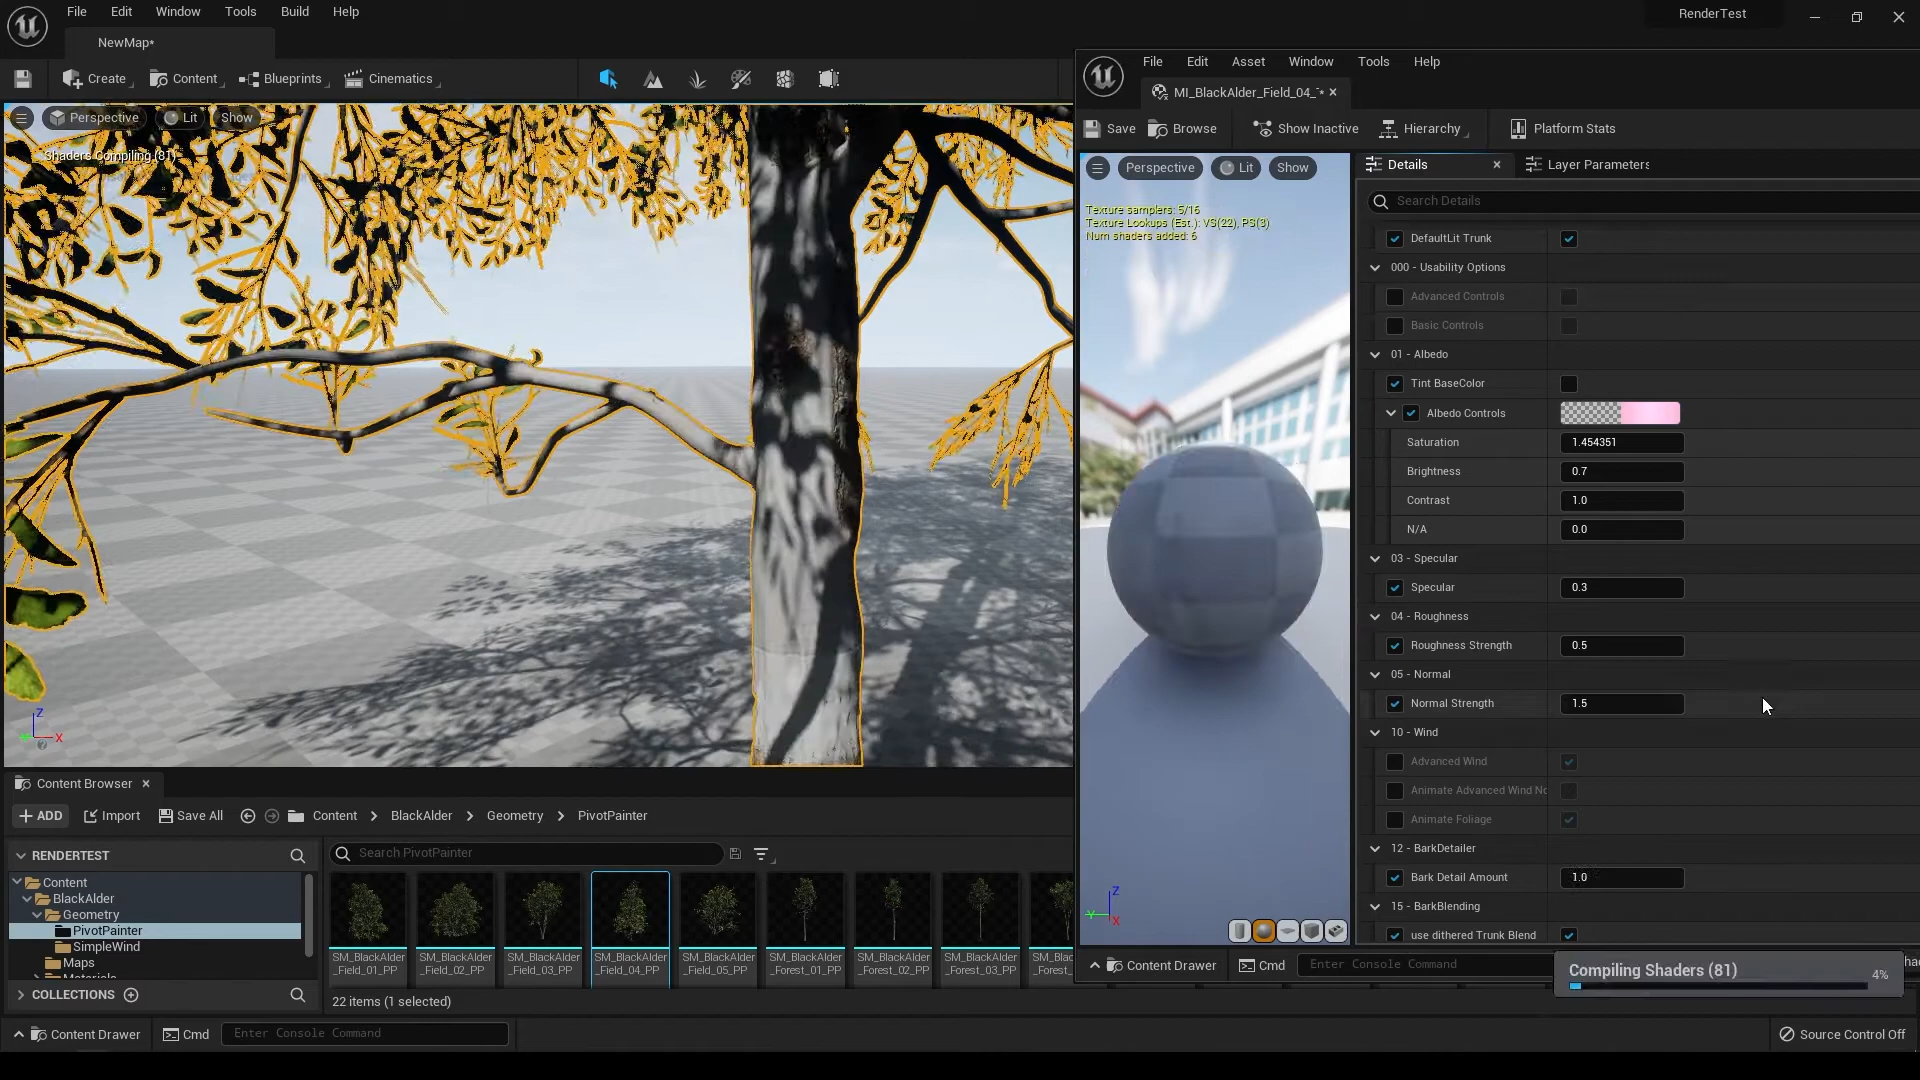 File Edit Window Tools Build Help
RenderTest
NewMap*
Create Content Blueprints Cinematics
Perspective Lit Show
Shaders Compiling (81)
File Edit Asset Window Tools Help
MI_BlackAlder_Field_04_T*
Save Browse Show Inactive Hierarchy Platform Stats
Perspective Lit Show
Texture samplers: 5/16
Texture Lookups (Est.): VS(22), PS(3)
Num shaders added: 6
Details Layer Parameters
Search Details
DefaultLit Trunk
000 - Usability Options
Advanced Controls
Basic Controls
01 - Albedo
Tint BaseColor
Albedo Controls
Saturation 1.454351
Brightness 0.7
Contrast 1.0
N/A 0.0
03 - Specular
Specular 0.3
04 - Roughness
Roughness Strength 0.5
05 - Normal
Normal Strength 1.5
10 - Wind
Advanced Wind
Animate Advanced Wind No
Animate Foliage
12 - BarkDetailer
Bark Detail Amount 1.0
15 - BarkBlending
use dithered Trunk Blend
Z
X
Z
Y
X
Content Drawer Cmd Enter Console Command
Compiling Shaders (81) 4%
Content Browser
ADD Import Save All Content BlackAlder Geometry PivotPainter
RENDERTEST
Content
BlackAlder
Geometry
PivotPainter
SimpleWind
Maps
Materials
COLLECTIONS
Search PivotPainter
SM_BlackAlder
_Field_01_PP
SM_BlackAlder
_Field_02_PP
SM_BlackAlder
_Field_03_PP
SM_BlackAlder
_Field_04_PP
SM_BlackAlder
_Field_05_PP
SM_BlackAlder
_Forest_01_PP
SM_BlackAlder
_Forest_02_PP
SM_BlackAlder
_Forest_03_PP
SM_Black
_Forest
22 items (1 selected)
Content Drawer Cmd Enter Console Command
Source Control Off